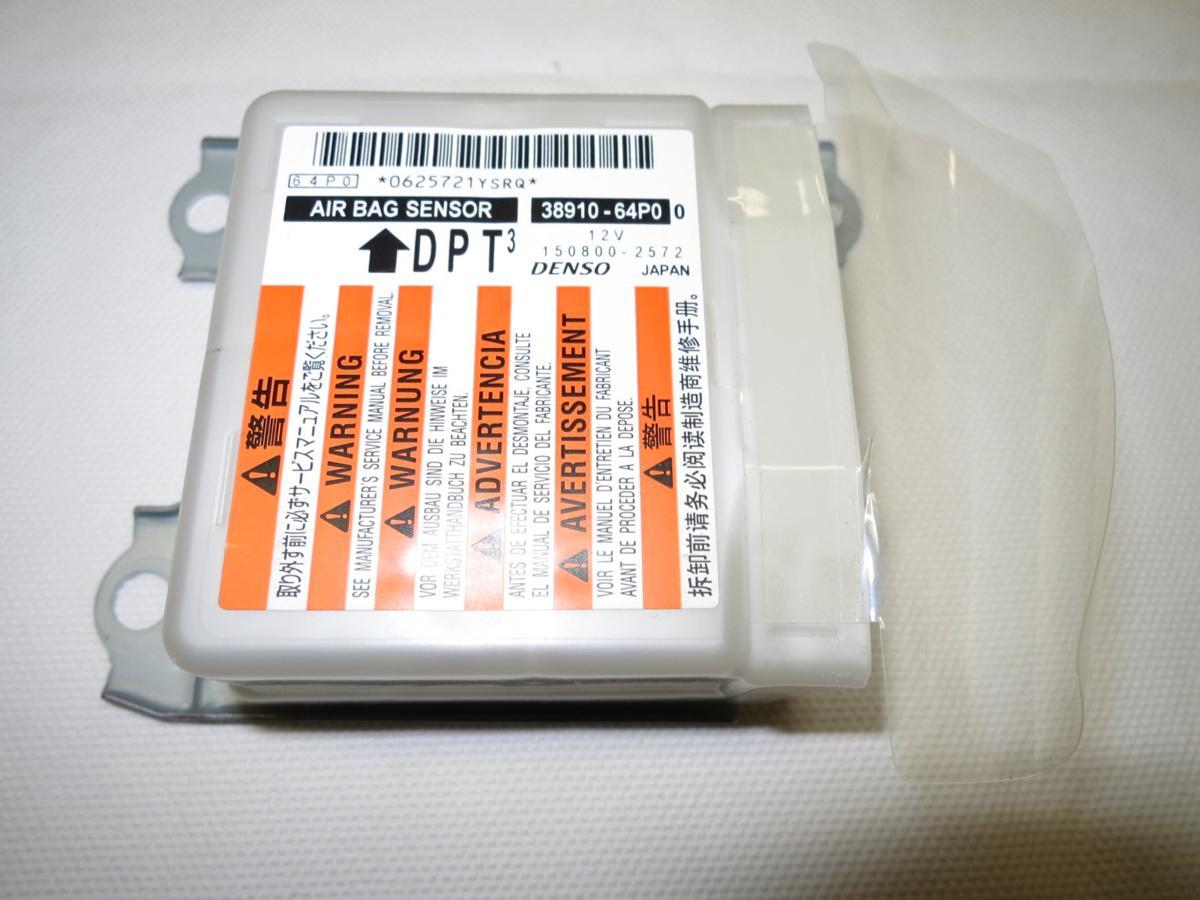 64P0 *0625721YSRQ*
AIR BAG SENSOR 38910-64P0 0
DPT3 12V
150800-2572
DENSO JAPAN
警告
取り外す前に必ずサービスマニュアルをご覧ください。
WARNING
SEE MANUFACTURER'S SERVICE MANUAL BEFORE REMOVAL.
WARNUNG
VOR DEM AUSBAU SIND DIE HINWEISE IM
WERKSTATTHANDBUCH ZU BEACHTEN.
ADVERTENCIA
ANTES DE EFECTUAR EL DESMONTAJE, CONSULTE
EL MANUAL DE SERVICIO DEL FABRICANTE.
AVERTISSEMENT
VOIR LE MANUEL D'ENTRETIEN DU FABRICANT
AVANT DE PROCEDER A LA DEPOSE.
警告
拆卸前请务必阅读制造商维修手册。